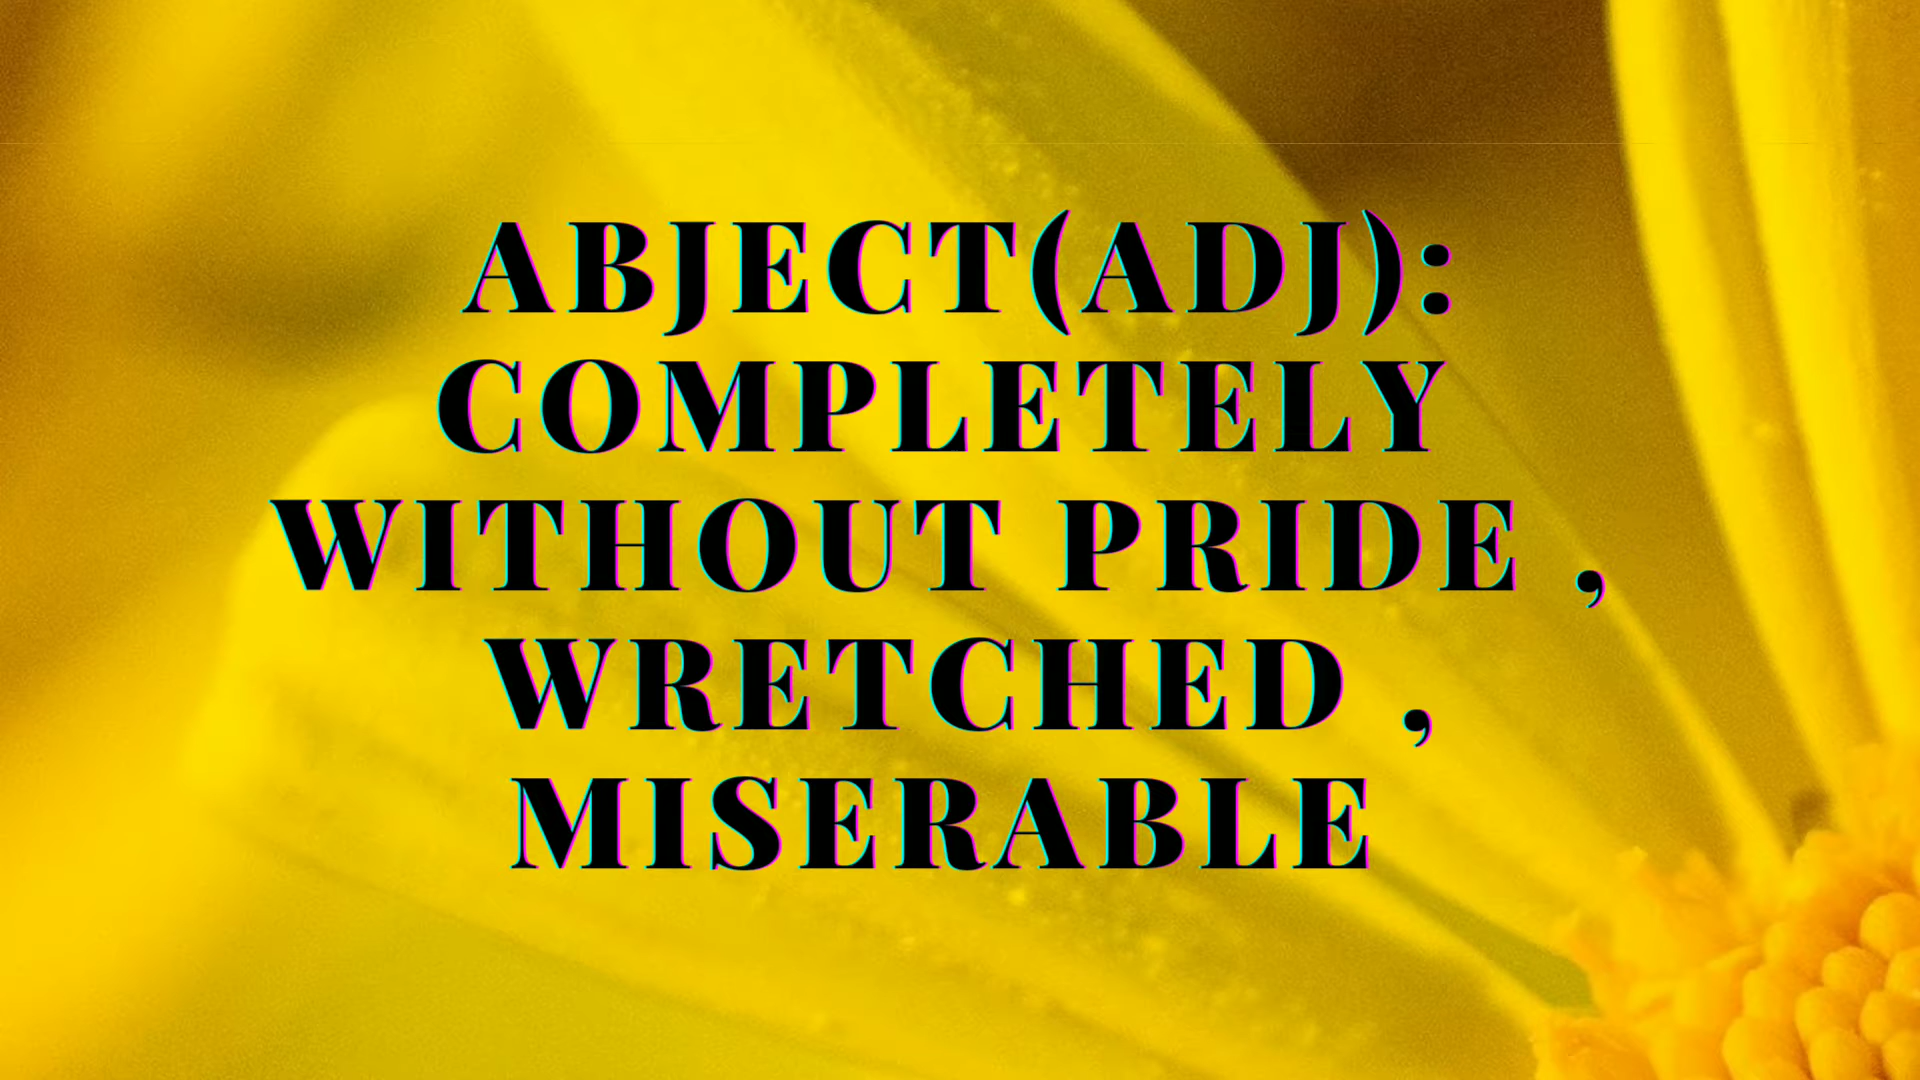 ABJECT(ADJ):
COMPLETELY
WITHOUT PRIDE ,
WRETCHED ,
MISERABLE